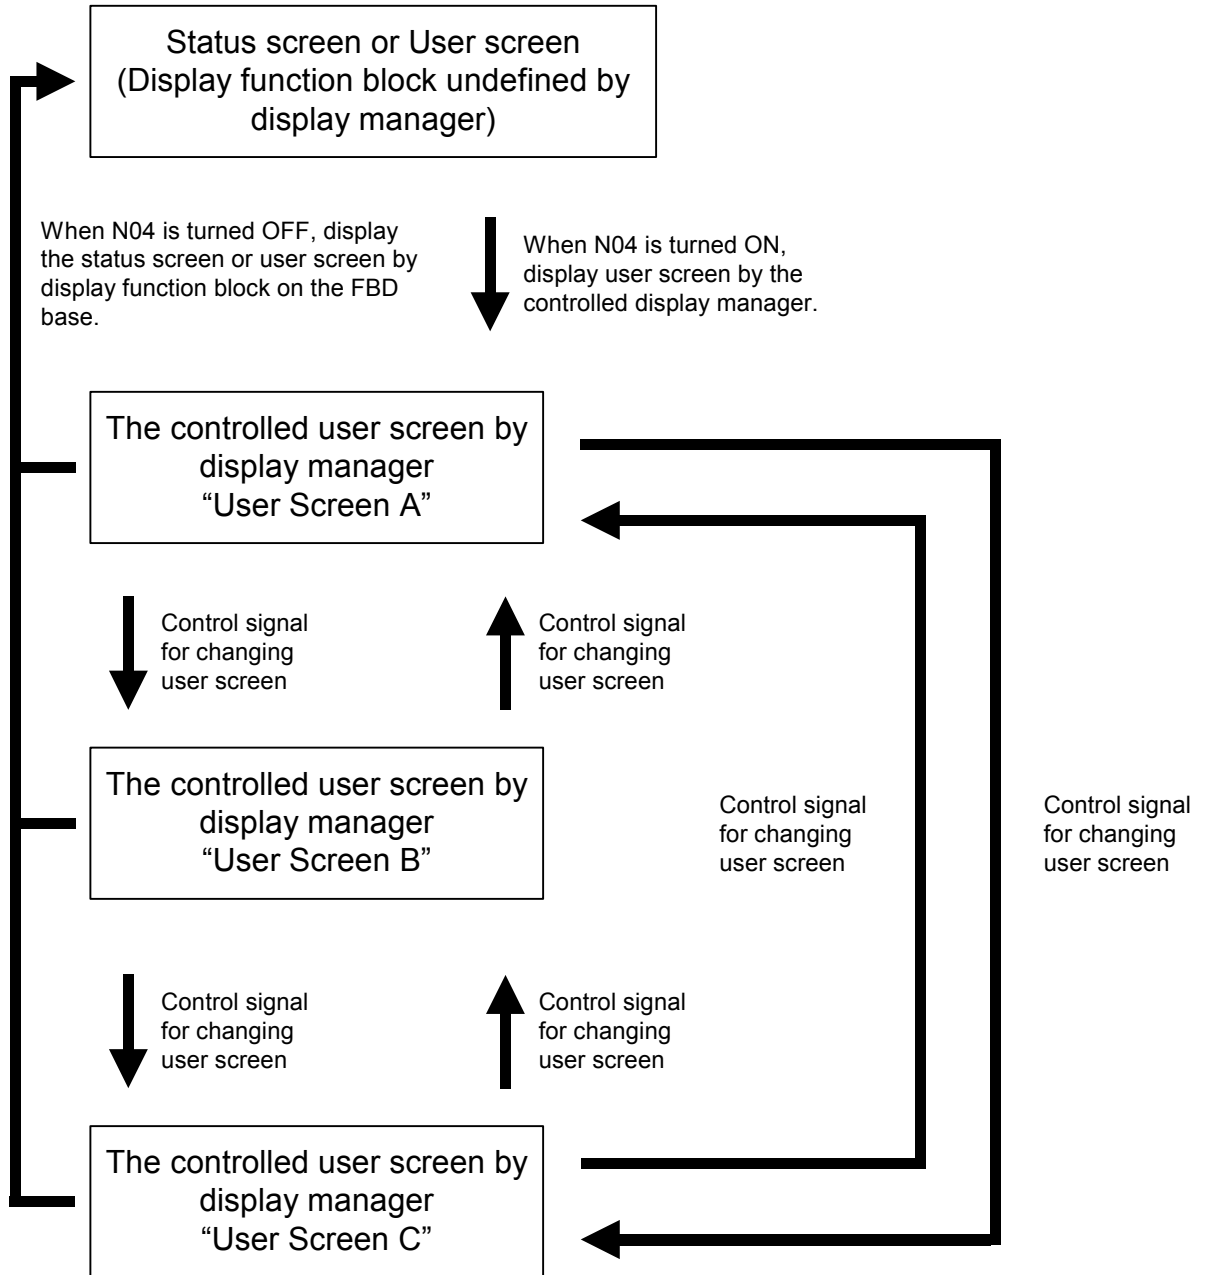 Status screen or User screen
(Display function block undefined by
display manager)
When N04 is turned OFF, display
the status screen or user screen by
display function block on the FBD
base.
When N04 is turned ON,
display user screen by the
controlled display manager.
The controlled user screen by
display manager
“User Screen A”
Control signal
for changing
user screen
Control signal
for changing
user screen
The controlled user screen by
display manager
“User Screen B”
Control signal
for changing
user screen
Control signal
for changing
user screen
Control signal
for changing
user screen
Control signal
for changing
user screen
The controlled user screen by
display manager
“User Screen C”